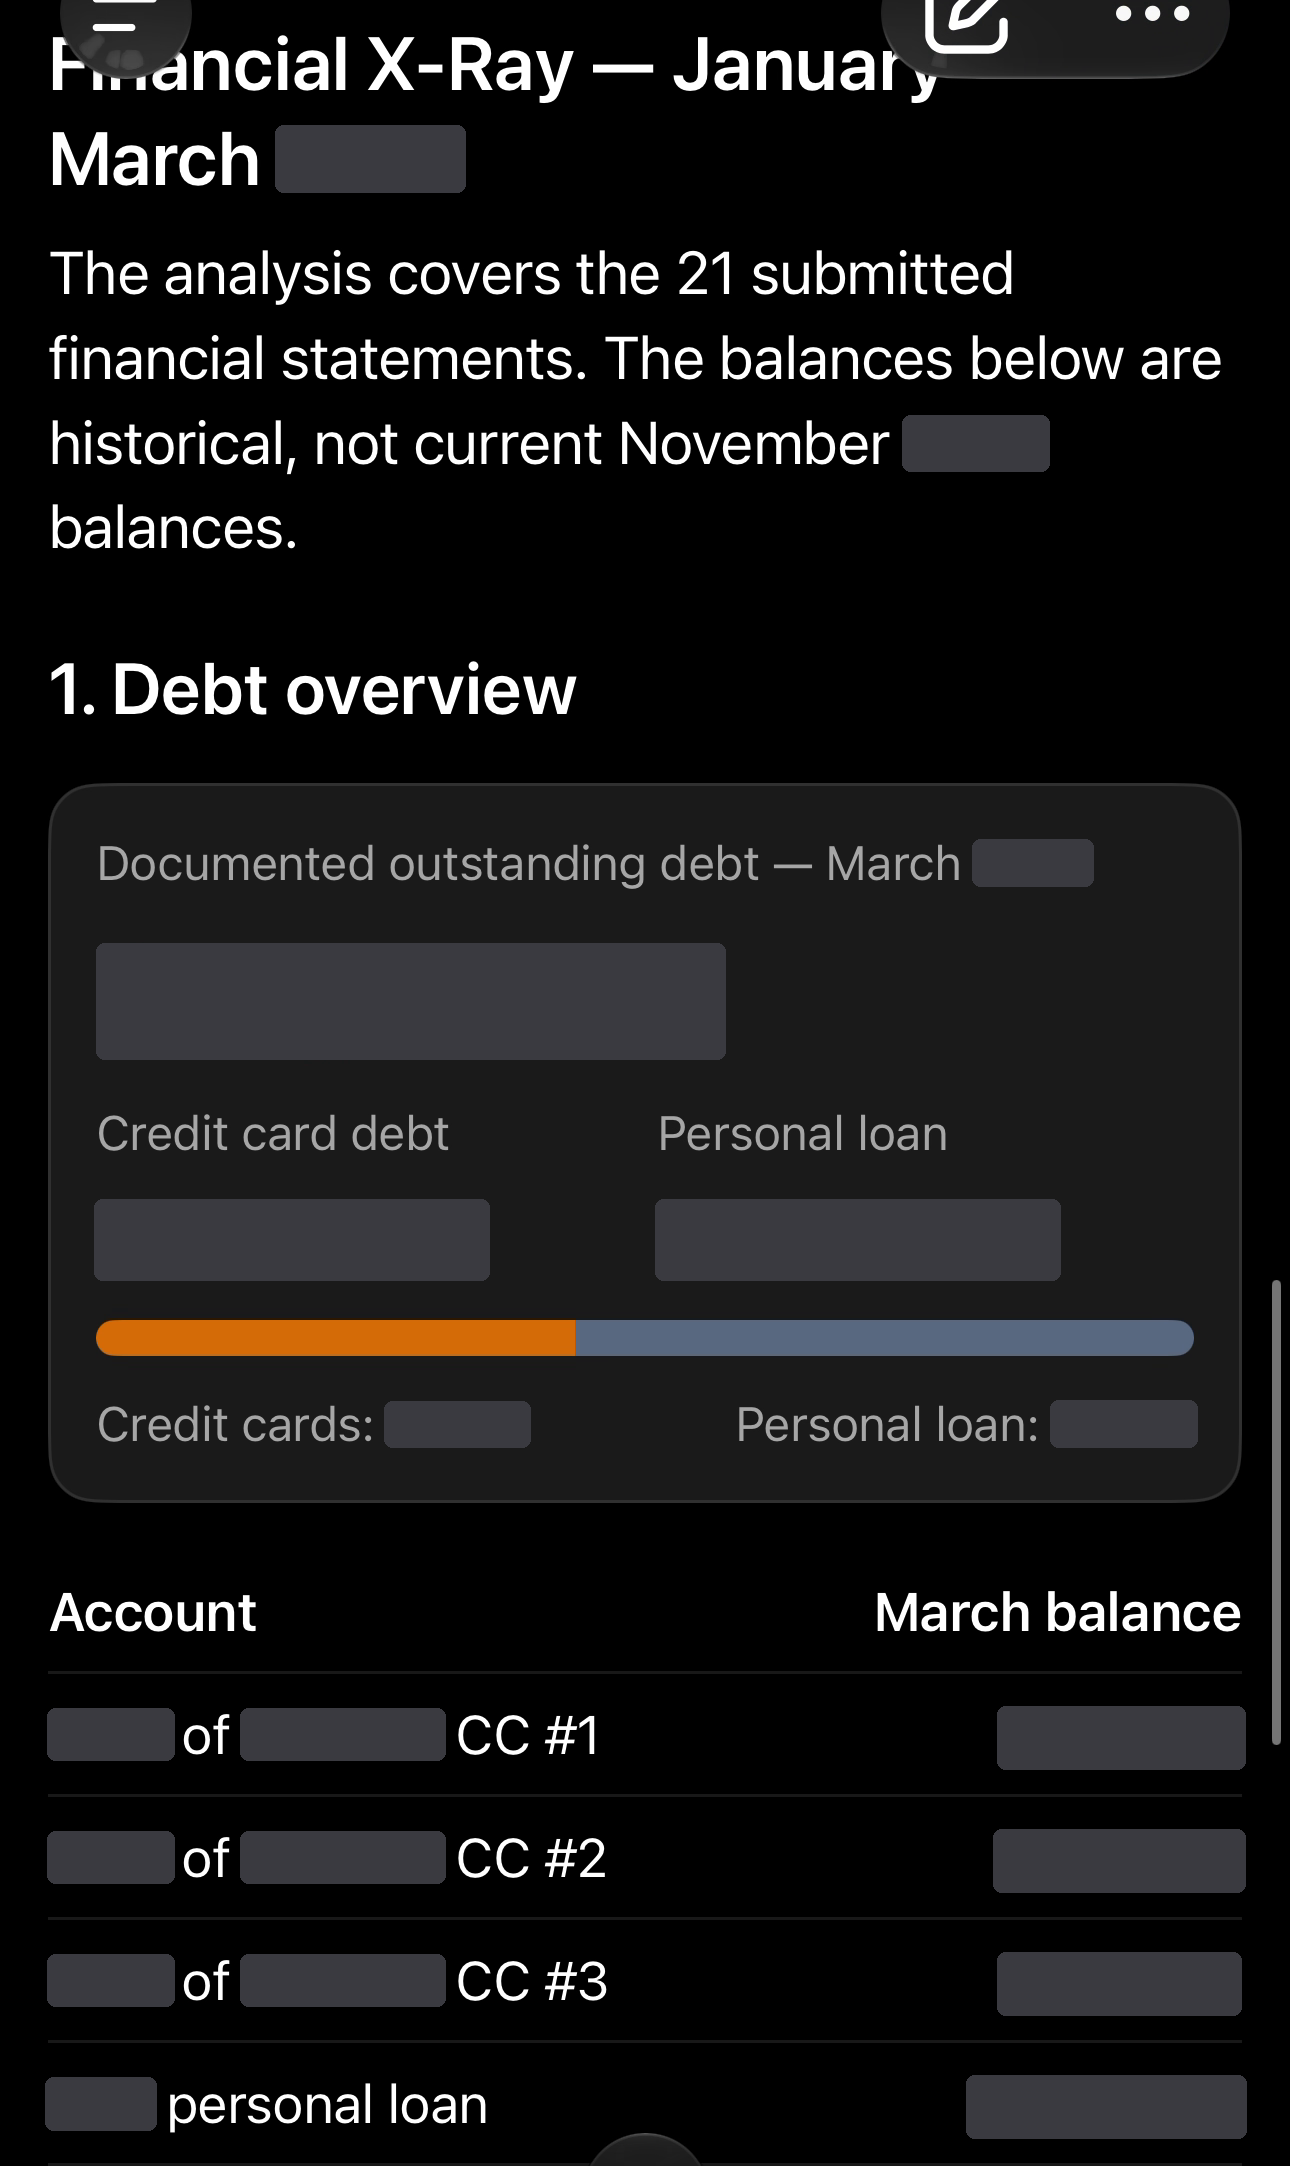 Financial X-Ray — January
March
The analysis covers the 21 submitted
financial statements. The balances below are
historical, not current November
balances.
1. Debt overview
Documented outstanding debt — March
Credit card debt Personal loan
Credit cards: Personal loan:
Account March balance
of CC #1
of CC #2
of CC #3
personal loan